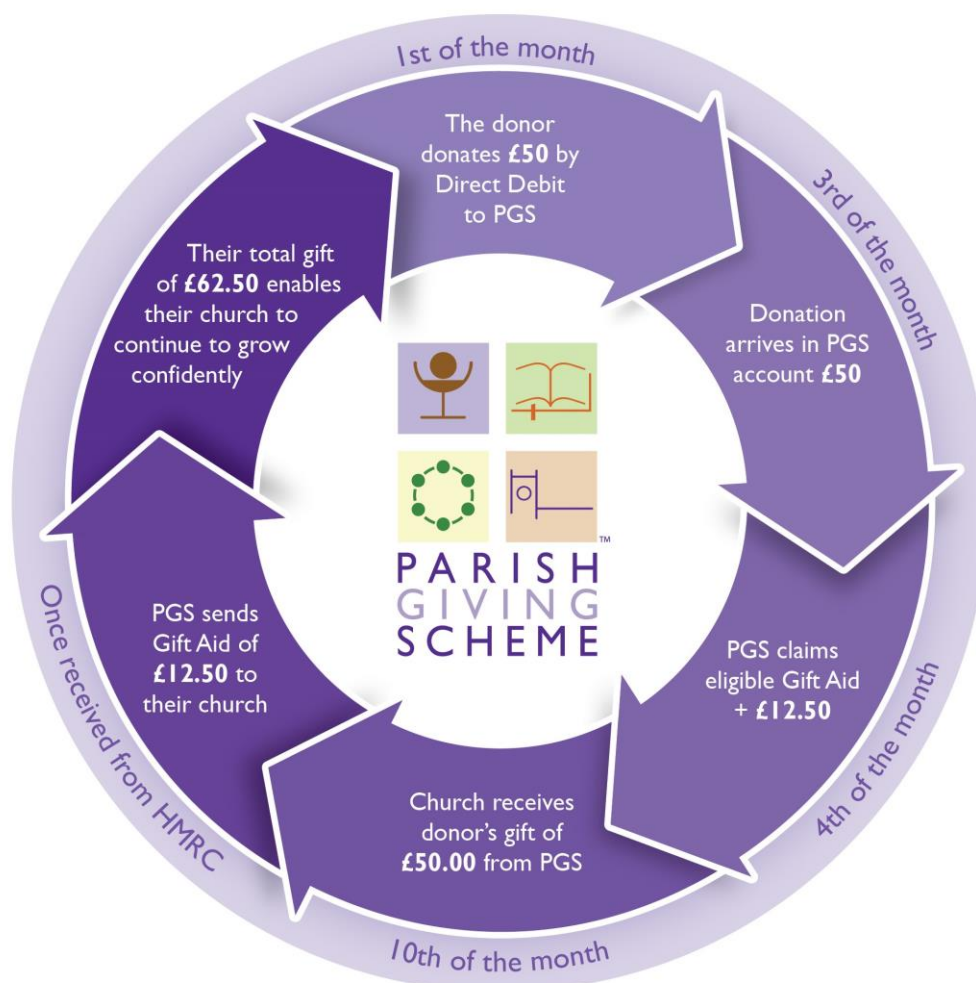 1st of the month
The donor
donates £50 by
Direct Debit
to PGS
3rd of the month
Donation
arrives in PGS
account £50
4th of the month
PGS claims
eligible Gift Aid
+ £12.50
10th of the month
Church receives
donor's gift of
£50.00 from PGS
Once received from HMRC
PGS sends
Gift Aid of
£12.50 to
their church
Their total gift
of £62.50 enables
their church to
continue to grow
confidently
PARISH
GIVING
SCHEME
TM